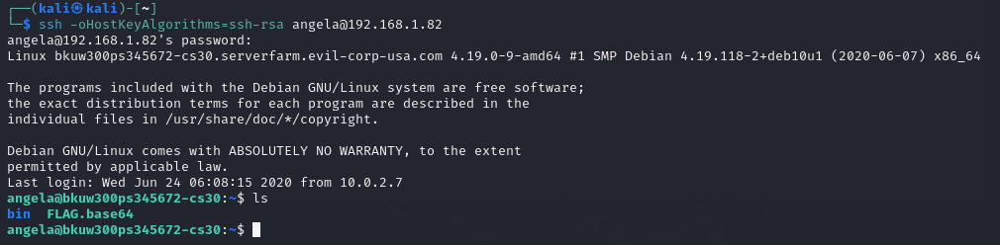 ┌──(kali㉿kali)-[~]
└─$ ssh -oHostKeyAlgorithms=ssh-rsa angela@192.168.1.82
angela@192.168.1.82's password:
Linux bkuw300ps345672-cs30.serverfarm.evil-corp-usa.com 4.19.0-9-amd64 #1 SMP Debian 4.19.118-2+deb10u1 (2020-06-07) x86_64
The programs included with the Debian GNU/Linux system are free software;
the exact distribution terms for each program are described in the
individual files in /usr/share/doc/*/copyright.
Debian GNU/Linux comes with ABSOLUTELY NO WARRANTY, to the extent
permitted by applicable law.
Last login: Wed Jun 24 06:08:15 2020 from 10.0.2.7
angela@bkuw300ps345672-cs30:~$ ls
bin  FLAG.base64
angela@bkuw300ps345672-cs30:~$